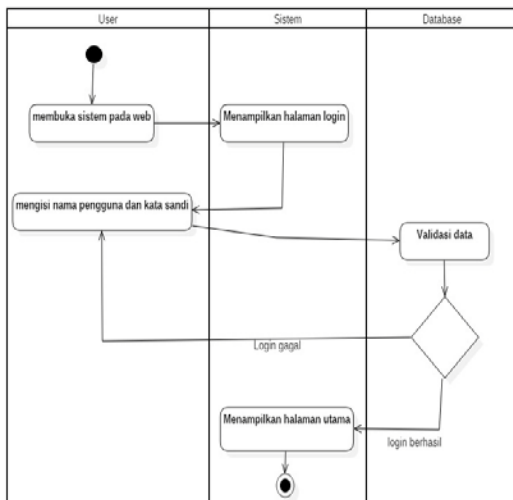 User
Sistem
Database
membuka sistem pada web
Menampilkan halaman login
mengisi nama pengguna dan kata sandi
Validasi data
Login gagal
Menampilkan halaman utama
login berhasil